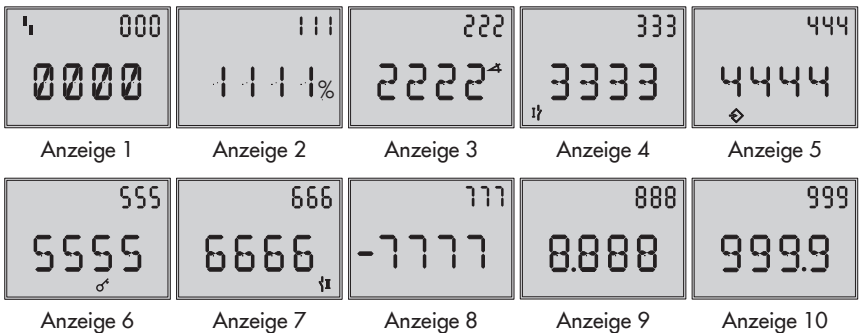 000 111 222 333 444
0000 1111% 2222 3333 4444
Anzeige 1 Anzeige 2 Anzeige 3 Anzeige 4 Anzeige 5
555 666 777 888 999
5555 6666 -7777 8.888 999.9
Anzeige 6 Anzeige 7 Anzeige 8 Anzeige 9 Anzeige 10